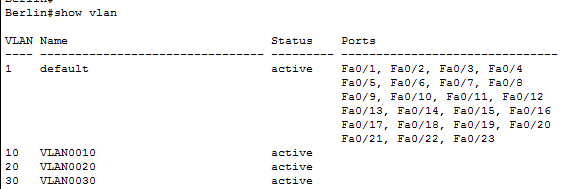 Berlin#
Berlin#show vlan
VLAN Name                             Status    Ports
---- -------------------------------- --------- -------------------------------
1    default                          active    Fa0/1, Fa0/2, Fa0/3, Fa0/4
                                                Fa0/5, Fa0/6, Fa0/7, Fa0/8
                                                Fa0/9, Fa0/10, Fa0/11, Fa0/12
                                                Fa0/13, Fa0/14, Fa0/15, Fa0/16
                                                Fa0/17, Fa0/18, Fa0/19, Fa0/20
                                                Fa0/21, Fa0/22, Fa0/23
10   VLAN0010                         active
20   VLAN0020                         active
30   VLAN0030                         active